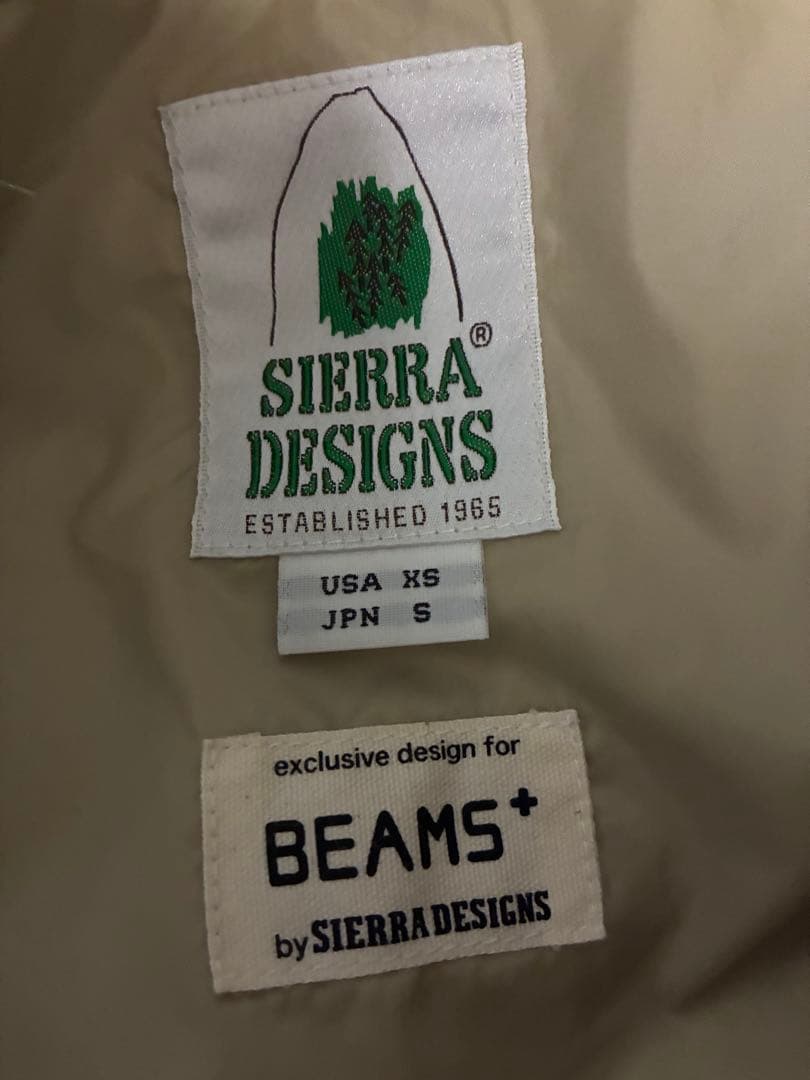 SIERRA®
DESIGNS
ESTABLISHED 1965
USA XS
JPN S
exclusive design for
BEAMS+
by SIERRA DESIGNS